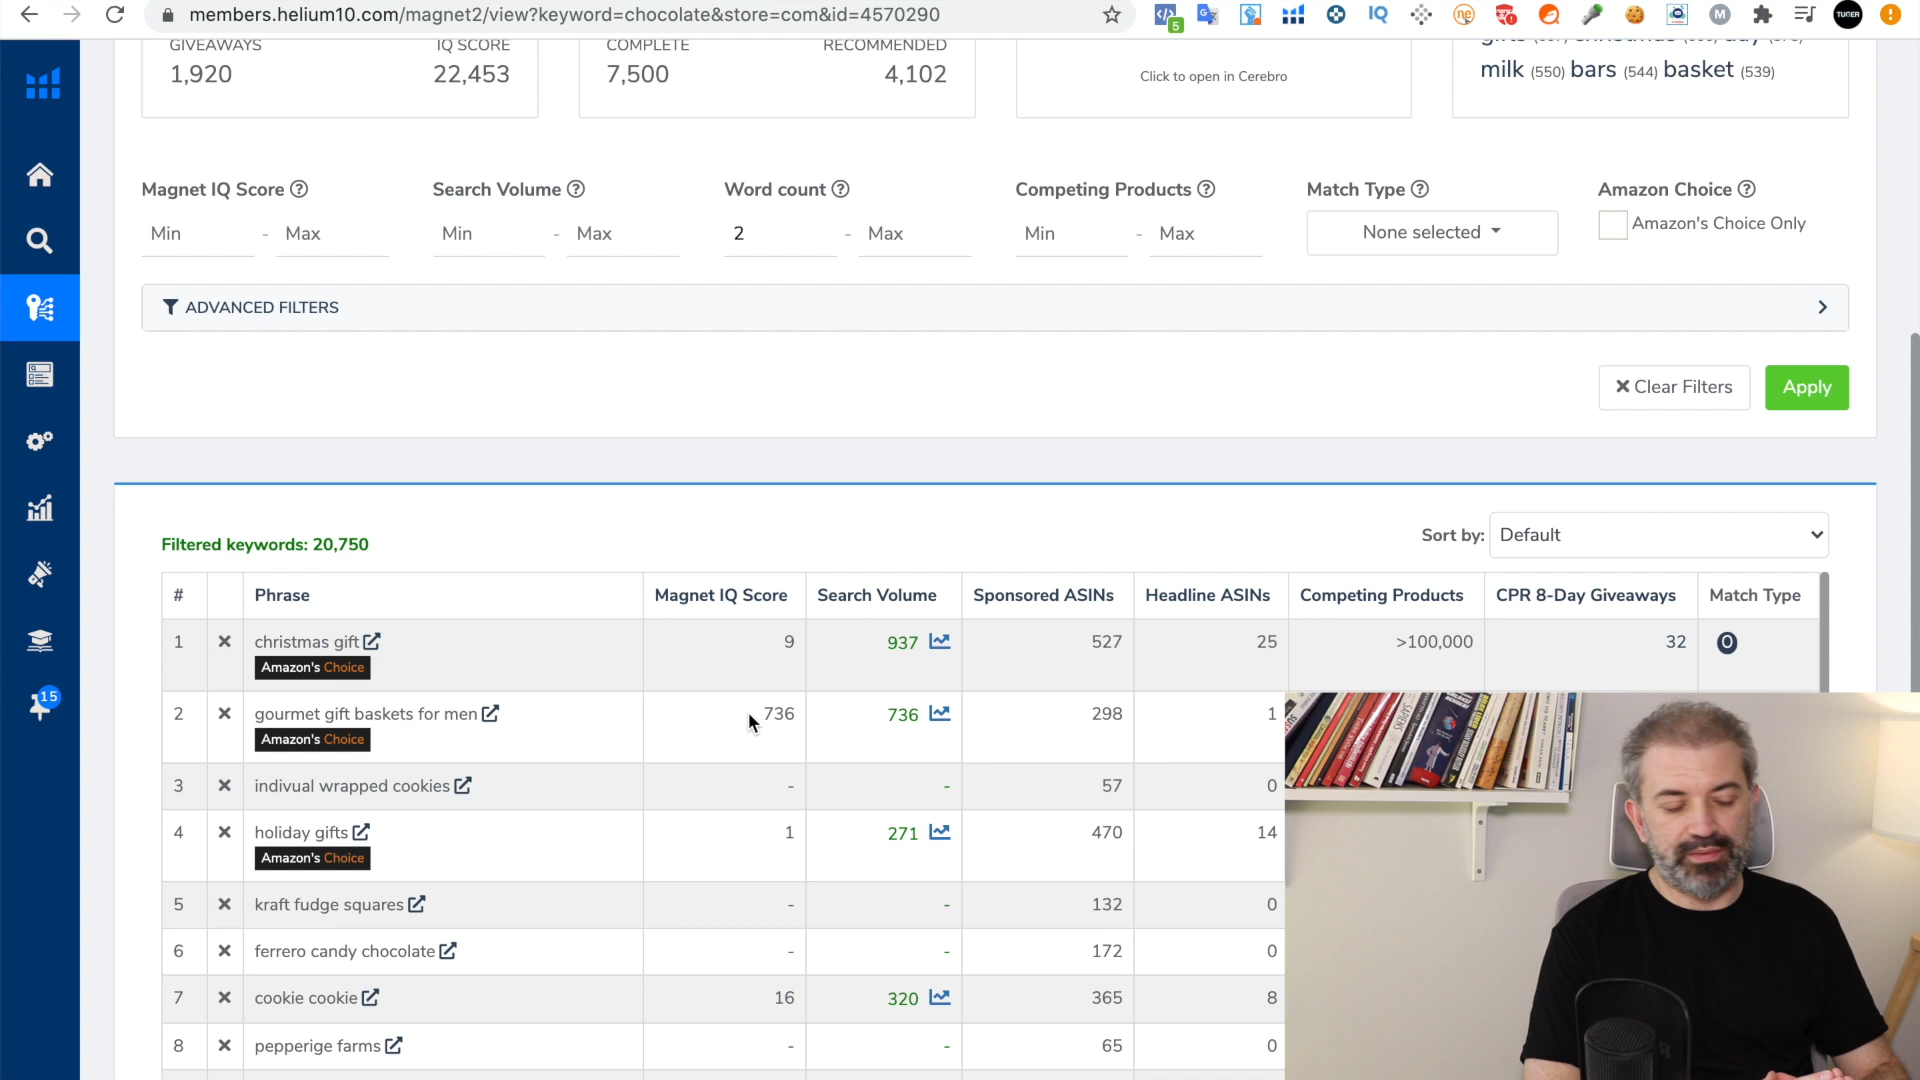 members.helium10.com/magnet2/view?keyword=chocolate&store=com&id=4570290
5
IQ
ne
M
TUGER
GIVEAWAYS IQ SCORE COMPLETE RECOMMENDED
1,920 22,453 7,500 4,102 Click to open in Cerebro milk (550) bars (544) basket (539)
Magnet IQ Score Search Volume Word count Competing Products Match Type Amazon Choice
Min - Max Min - Max 2 - Max Min - Max None selected Amazon's Choice Only
ADVANCED FILTERS
Clear Filters Apply
Filtered keywords: 20,750 Sort by: Default
# Phrase Magnet IQ Score Search Volume Sponsored ASINs Headline ASINs Competing Products CPR 8-Day Giveaways Match Type
1 christmas gift 9 937 527 25 >100,000 32 O
Amazon's Choice
2 gourmet gift baskets for men 736 736 298 1
Amazon's Choice
3 indivual wrapped cookies - - 57 0
4 holiday gifts 1 271 470 14
Amazon's Choice
5 kraft fudge squares - - 132 0
6 ferrero candy chocolate - - 172 0
7 cookie cookie 16 320 365 8
8 pepperige farms - - 65 0
15
SAPIENS